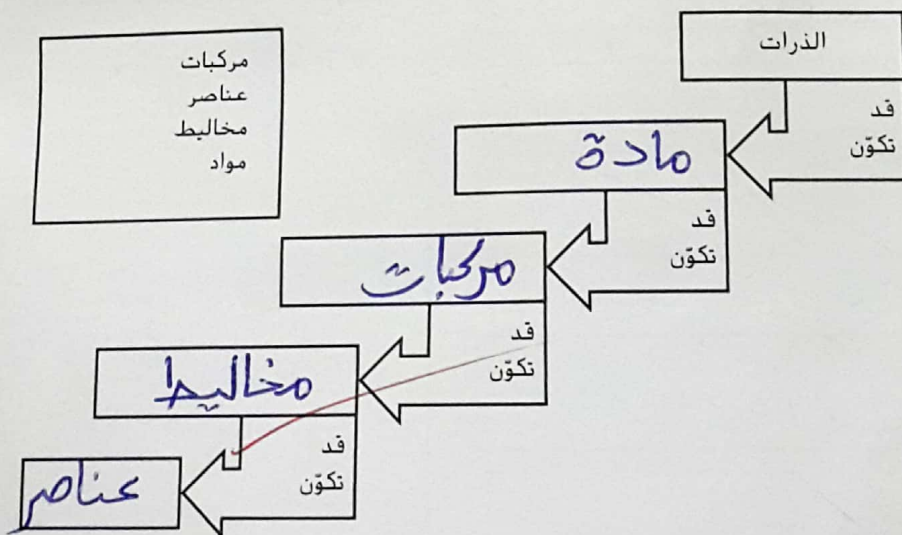 الذرات
قد
تكوّن
مركبات
عناصر
مخاليط
مواد
مادة
قد
تكوّن
مركبات
قد
تكوّن
مخاليط
قد
تكوّن
عناصر